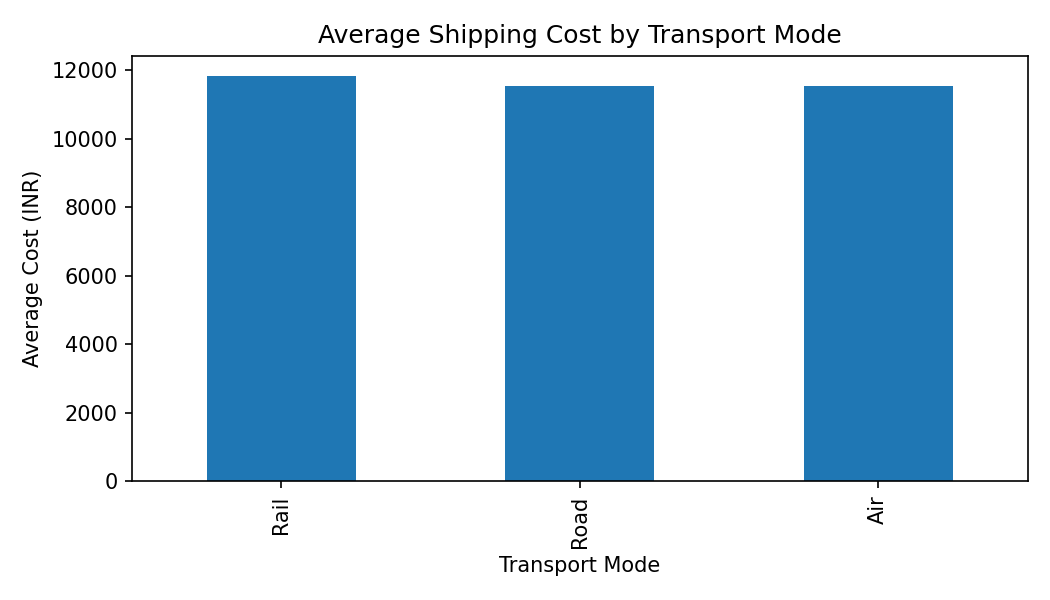 Average Shipping Cost by Transport Mode
Average Cost (INR)
12000
10000
8000
6000
4000
2000
0
Rail
Road
Air
Transport Mode